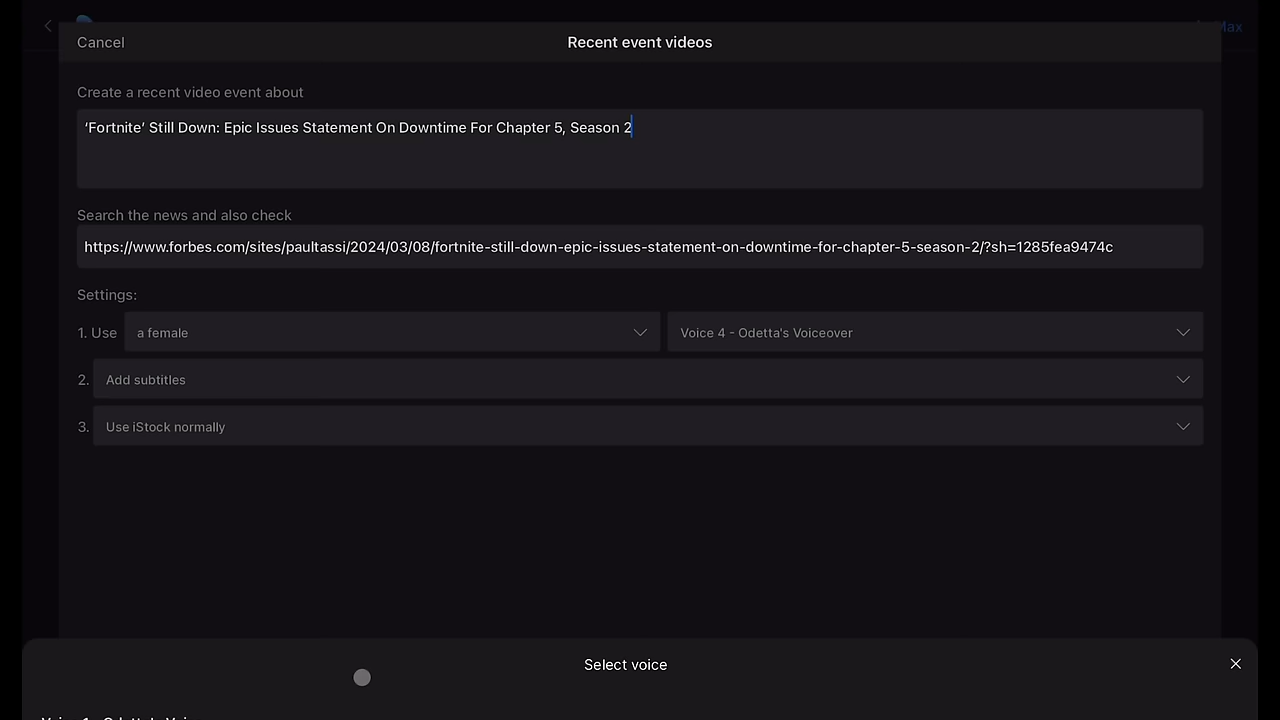 Max
Cancel
Recent event videos
Create a recent video event about
‘Fortnite’ Still Down: Epic Issues Statement On Downtime For Chapter 5, Season 2
Search the news and also check
https://www.forbes.com/sites/paultassi/2024/03/08/fortnite-still-down-epic-issues-statement-on-downtime-for-chapter-5-season-2/?sh=1285fea9474c
Settings:
1. Use a female Voice 4 - Odetta's Voiceover
2. Add subtitles
3. Use iStock normally
Select voice